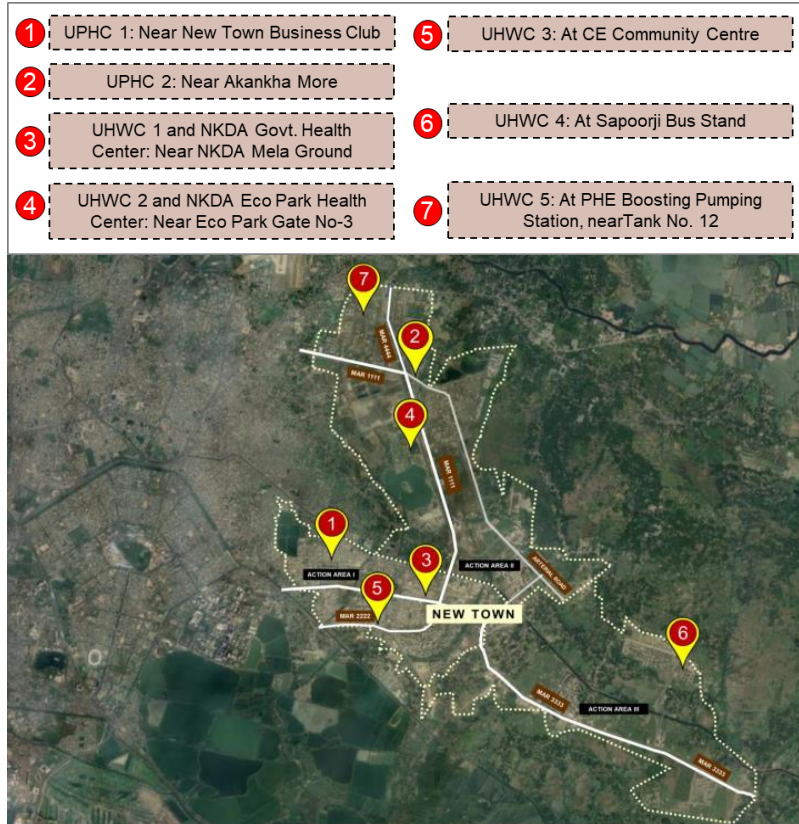 1
UPHC 1: Near New Town Business Club
2
UPHC 2: Near Akankha More
3
UHWC 1 and NKDA Govt. Health
Center: Near NKDA Mela Ground
4
UHWC 2 and NKDA Eco Park Health
Center: Near Eco Park Gate No-3
5
UHWC 3: At CE Community Centre
6
UHWC 4: At Sapoorji Bus Stand
7
UHWC 5: At PHE Boosting Pumping
Station, nearTank No. 12
7
2
MAR 4444
MAR 1111
4
MAR 1111
1
3
ACTION AREA I
ACTION AREA II
ARTERIAL ROAD
5
MAR 2222
NEW TOWN
6
MAR 3333
ACTION AREA III
MAR 3333